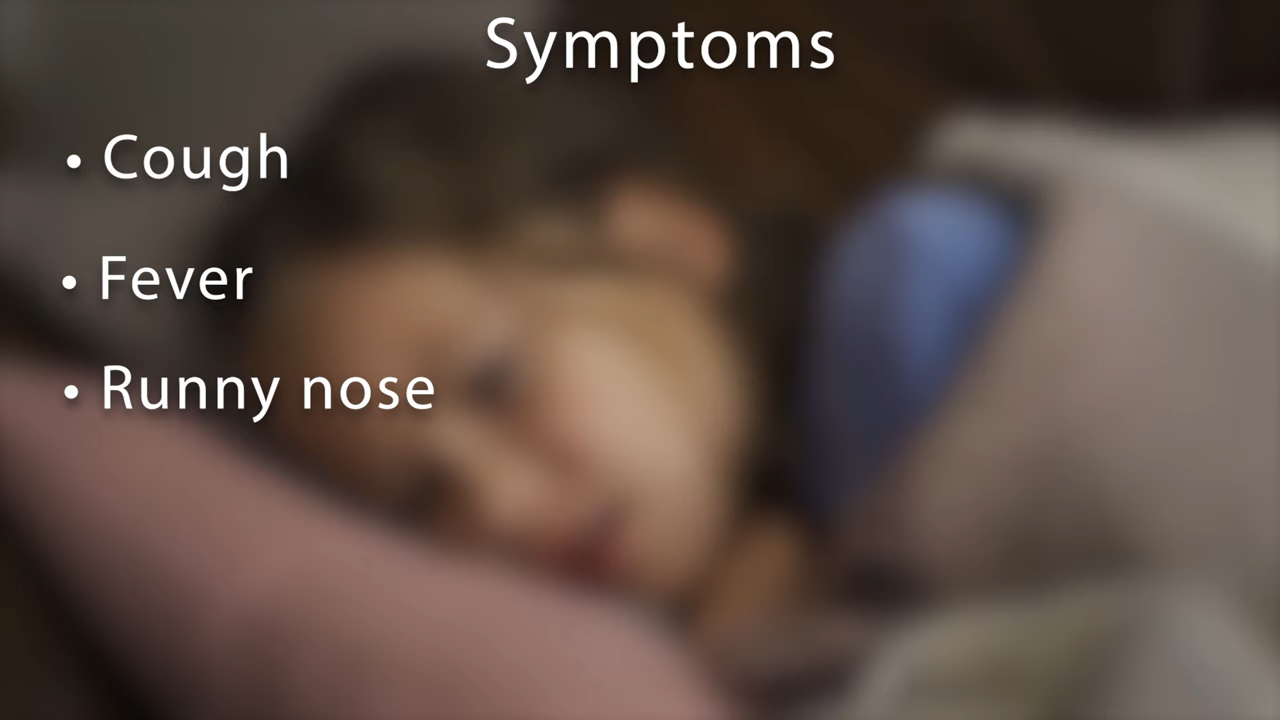 Symptoms
• Cough
• Fever
• Runny nose